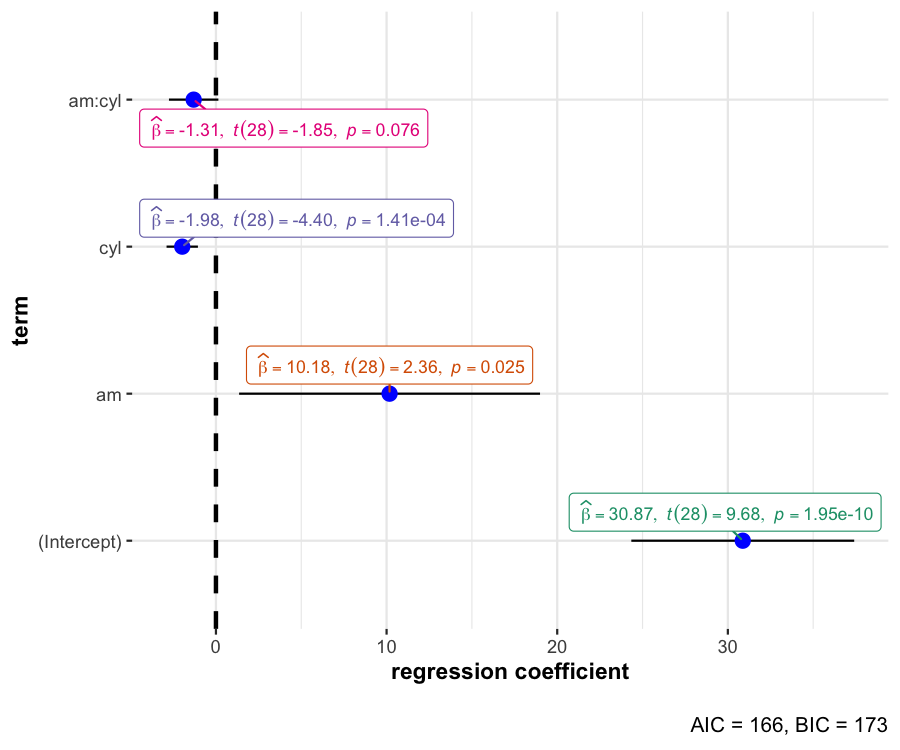 am:cyl
β̂ = -1.31, t(28) = -1.85, p = 0.076
β̂ = -1.98, t(28) = -4.40, p = 1.41e-04
cyl
term
β̂ = 10.18, t(28) = 2.36, p = 0.025
am
β̂ = 30.87, t(28) = 9.68, p = 1.95e-10
(Intercept)
0 10 20 30
regression coefficient
AIC = 166, BIC = 173